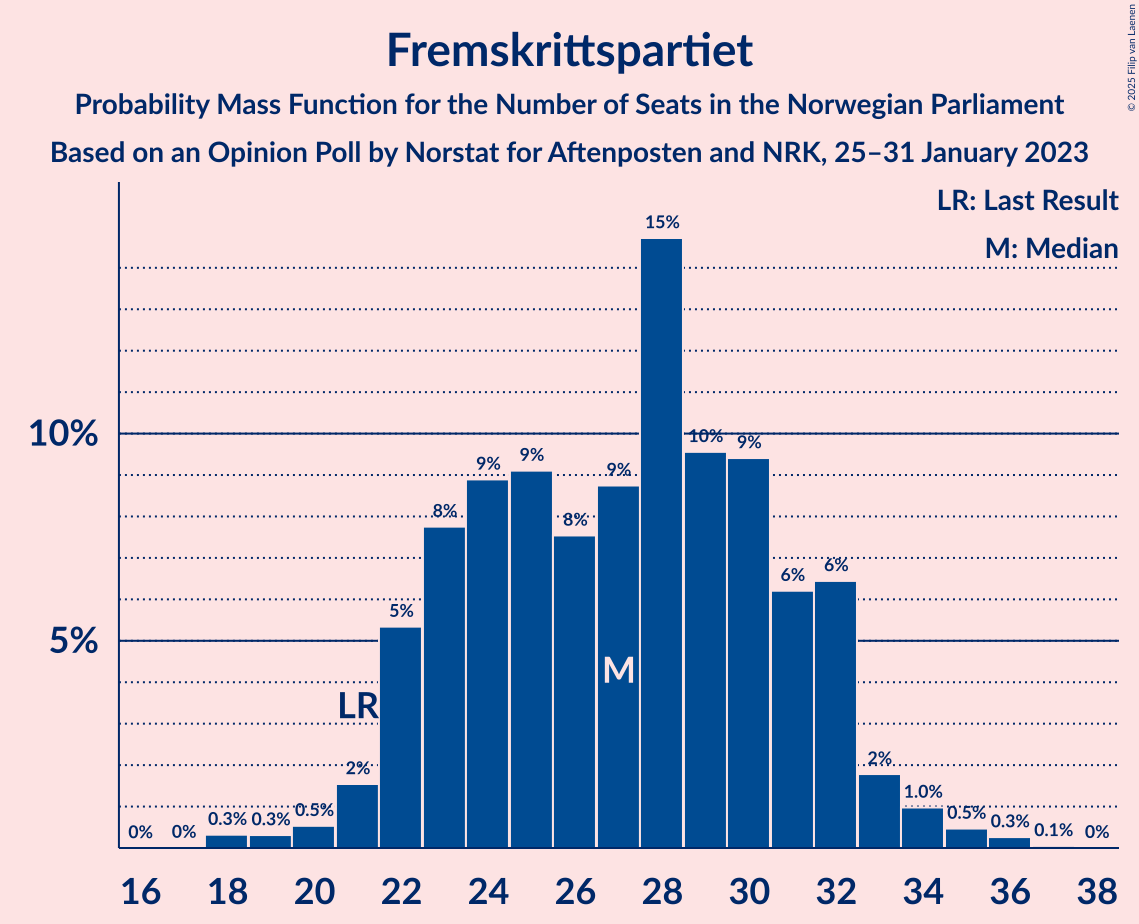 © 2025 Filip van Laenen
Fremskrittspartiet
Probability Mass Function for the Number of Seats in the Norwegian Parliament
Based on an Opinion Poll by Norstat for Aftenposten and NRK, 25–31 January 2023
LR: Last Result
M: Median
15%
10%
10% 9%
9% 9% 9%
8% 8%
6% 6%
5%
5%
M
LR
2% 2%
0% 0% 0.3% 0.3% 0.5% 1.0% 0.5% 0.3% 0.1% 0%
16 18 20 22 24 26 28 30 32 34 36 38